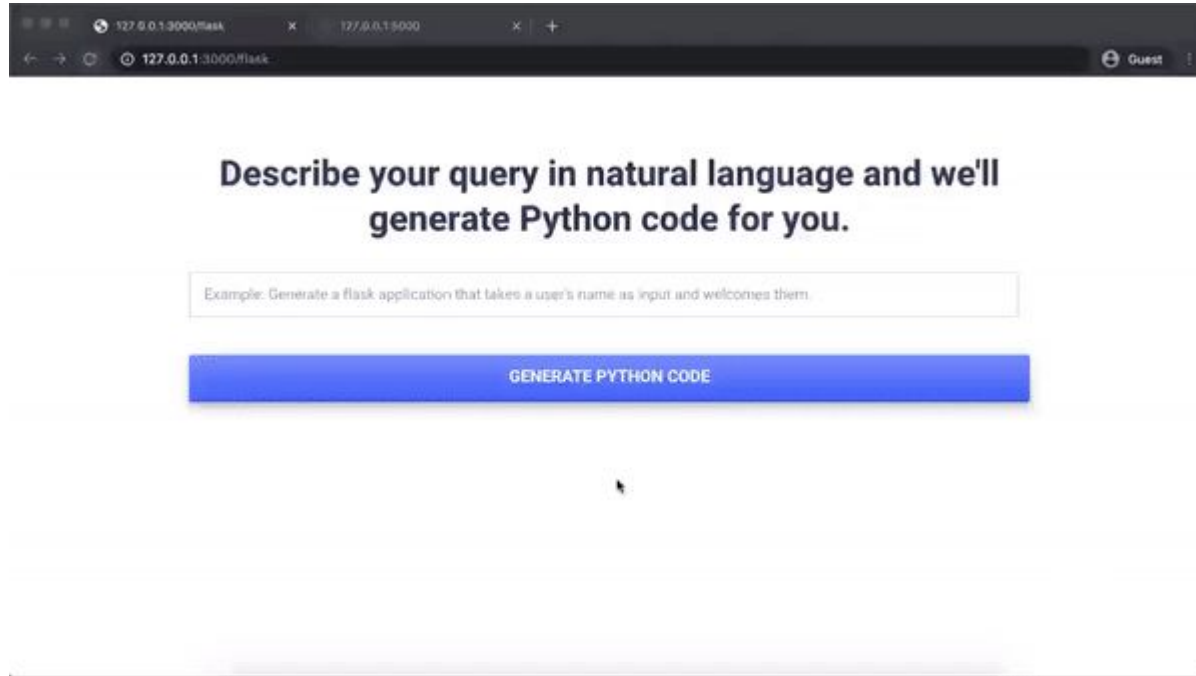 127.0.0.1:3000/flask
127.0.0.1:5000
127.0.0.1:3000/flask
Guest
Describe your query in natural language and we'll
generate Python code for you.
Example: Generate a flask application that takes a user's name as input and welcomes them.
GENERATE PYTHON CODE